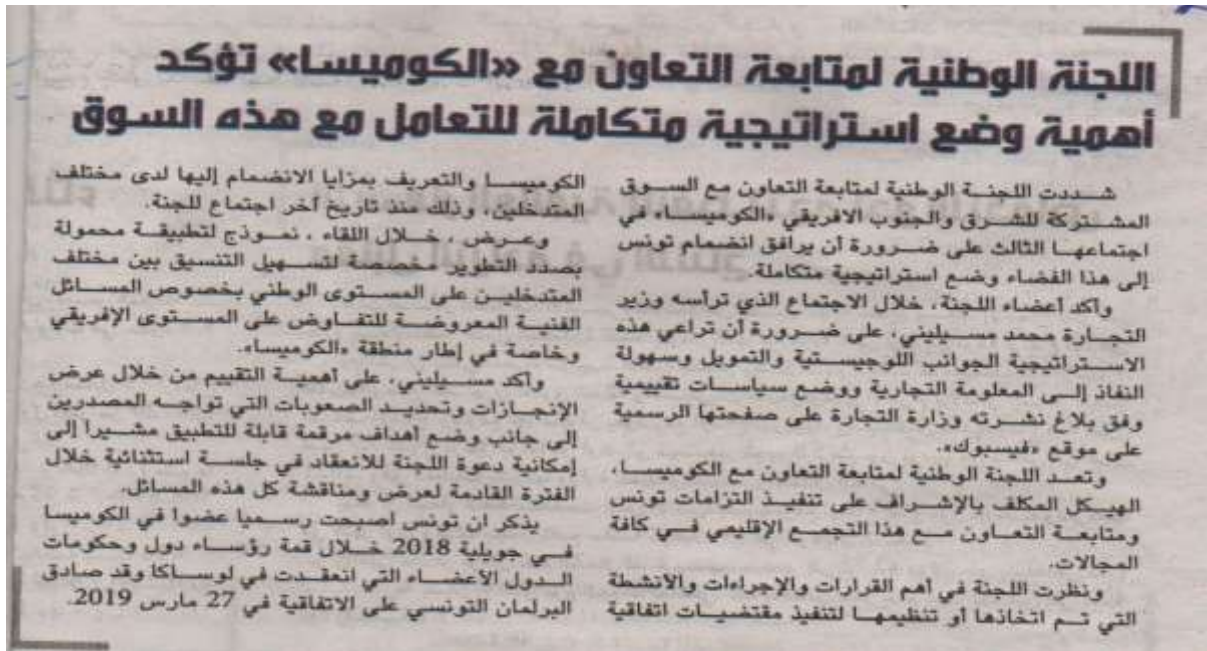 اللجنة الوطنية لمتابعة التعاون مع «الكوميسا» تؤكد
أهمية وضع استراتيجية متكاملة للتعامل مع هذه السوق
شددت اللجنة الوطنية لمتابعة التعاون مع السوق
المشتركة للشرق والجنوب الافريقي «الكوميسا» في
اجتماعها الثالث على ضرورة أن يرافق انضمام تونس
إلى هذا الفضاء وضع استراتيجية متكاملة.
وأكد أعضاء اللجنة، خلال الاجتماع الذي ترأسه وزير
التجارة محمد مسيليني، على ضرورة أن تراعي هذه
الاستراتيجية الجوانب اللوجيستية والتمويل وسهولة
النفاذ إلى المعلومة التجارية ووضع سياسات تقييمية
وفق بلاغ نشرته وزارة التجارة على صفحتها الرسمية
على موقع «فيسبوك».
وتعد اللجنة الوطنية لمتابعة التعاون مع الكوميسا،
الهيكل المكلف بالإشراف على تنفيذ التزامات تونس
ومتابعة التعاون مع هذا التجمع الإقليمي في كافة
المجالات.
ونظرت اللجنة في أهم القرارات والإجراءات والأنشطة
التي تم اتخاذها أو تنظيمها لتنفيذ مقتضيات اتفاقية
الكوميسا والتعريف بمزايا الانضمام إليها لدى مختلف
المتدخلين، وذلك منذ تاريخ آخر اجتماع للجنة.
وعرض ، خلال اللقاء ، نموذج لتطبيقة محمولة
بصدد التطوير مخصصة لتسهيل التنسيق بين مختلف
المتدخلين على المستوى الوطني بخصوص المسائل
الفنية المعروضة للتفاوض على المستوى الإفريقي
وخاصة في إطار منطقة «الكوميسا».
وأكد مسيليني، على أهمية التقييم من خلال عرض
الإنجازات وتحديد الصعوبات التي تواجه المصدرين
إلى جانب وضع أهداف مرقمة قابلة للتطبيق مشيرا إلى
إمكانية دعوة اللجنة للانعقاد في جلسة استثنائية خلال
الفترة القادمة لعرض ومناقشة كل هذه المسائل.
يذكر ان تونس اصبحت رسميا عضوا في الكوميسا
في جويلية 2018 خلال قمة رؤساء دول وحكومات
الدول الأعضاء التي انعقدت في لوساكا وقد صادق
البرلمان التونسي على الاتفاقية في 27 مارس 2019.